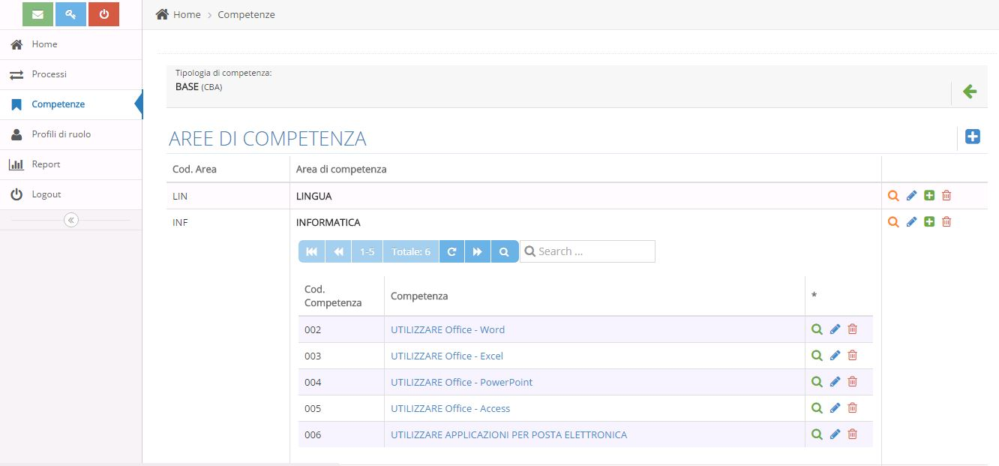 Home Competenze
Home
Processi
Competenze
Profili di ruolo
Report
Logout
Tipologia di competenza:
BASE (CBA)
AREE DI COMPETENZA
Cod. Area Area di competenza
LIN LINGUA
INF INFORMATICA
1-5 Totale: 6 Search ...
Cod.
Competenza Competenza *
002 UTILIZZARE Office - Word
003 UTILIZZARE Office - Excel
004 UTILIZZARE Office - PowerPoint
005 UTILIZZARE Office - Access
006 UTILIZZARE APPLICAZIONI PER POSTA ELETTRONICA